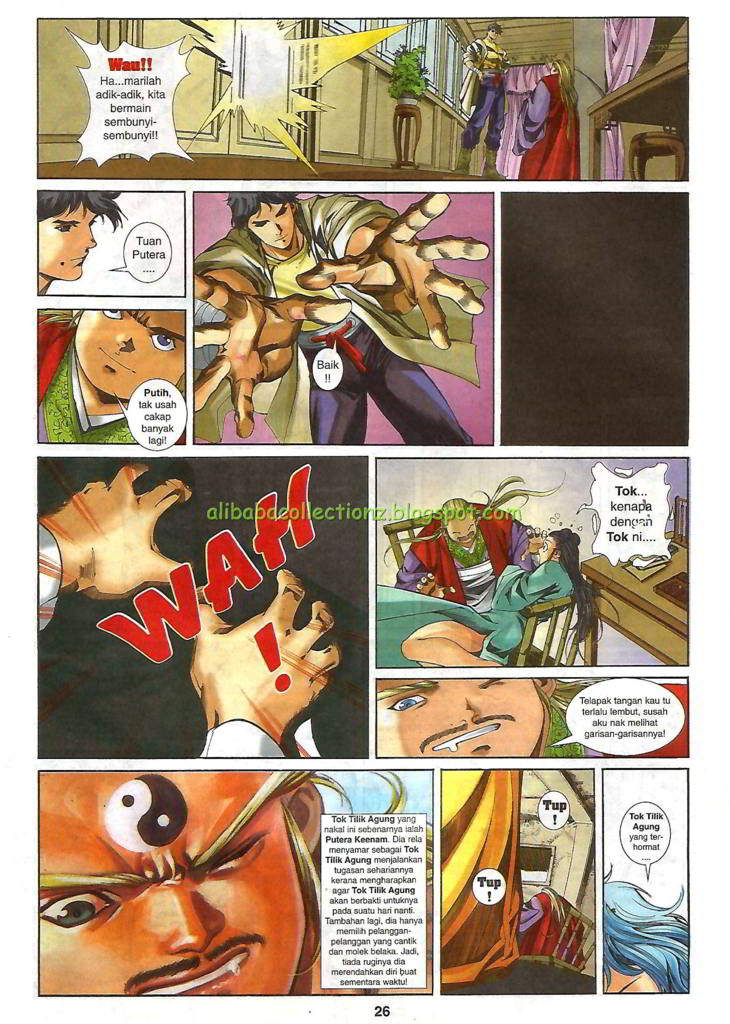 Wau!!
Ha...marilah
adik-adik, kita
bermain
sembunyi-
sembunyi!!
Tuan
Putera
....
Putih,
tak usah
cakap
banyak
lagi!
Baik
!!
alibabacollectionz.blogspot.com
WAH
!
Tok...
kenapa
dengan
Tok ni....
Telapak tangan kau tu
terlalu lembut, susah
aku nak melihat
garisan-garisannya!
Tok Tilik Agung yang
nakal ini sebenarnya ialah
Putera Keenam. Dia rela
menyamar sebagai Tok
Tilik Agung menjalankan
tugasan sehariannya
kerana mengharapkan
agar Tok Tilik Agung
akan berbakti untuknya
pada suatu hari nanti.
Tambahan lagi, dia hanya
memilih pelanggan-
pelanggan yang cantik
dan molek belaka. Jadi,
tiada ruginya dia
merendahkan diri buat
sementara waktu!
Tup
!
Tup
!
Tok Tilik
Agung
yang ter-
hormat
....
26